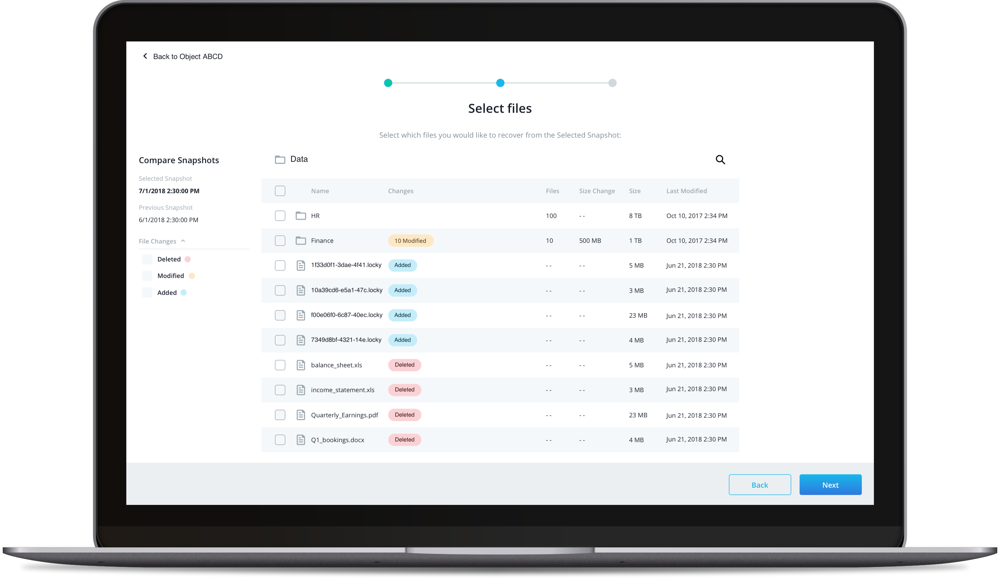 Back to Object ABCD
Select files
Select which files you would like to recover from the Selected Snapshot:
Compare Snapshots
Selected Snapshot
7/1/2018 2:30:00 PM
Previous Snapshot
6/1/2018 2:30:00 PM
File Changes
Deleted
Modified
Added
Data
Name Changes Files Size Change Size Last Modified
HR 100 -- 8 TB Oct 10, 2017 2:34 PM
Finance 10 Modified 10 500 MB 1 TB Oct 10, 2017 2:34 PM
1f33d0f1-3dae-4f41.locky Added -- -- 5 MB Jun 21, 2018 2:30 PM
10a39cd6-e5a1-47c.locky Added -- -- 3 MB Jun 21, 2018 2:30 PM
f00e06f0-6c87-40ec.locky Added -- -- 23 MB Jun 21, 2018 2:30 PM
7349d8bf-4321-14e.locky Added -- -- 4 MB Jun 21, 2018 2:30 PM
balance_sheet.xls Deleted -- -- 5 MB Jun 21, 2018 2:30 PM
income_statement.xls Deleted -- -- 3 MB Jun 21, 2018 2:30 PM
Quarterly_Earnings.pdf Deleted -- -- 23 MB Jun 21, 2018 2:30 PM
Q1_bookings.docx Deleted -- -- 4 MB Jun 21, 2018 2:30 PM
Back Next